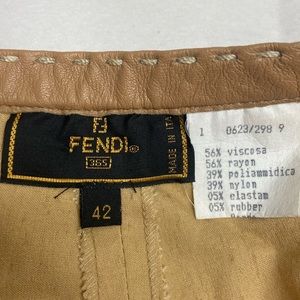 FENDI®
365
MADE IN ITALY
42
1 0623/298 9
56% viscosa
56% rayon
39% poliammidica
39% nylon
05% elastam
05% rubber